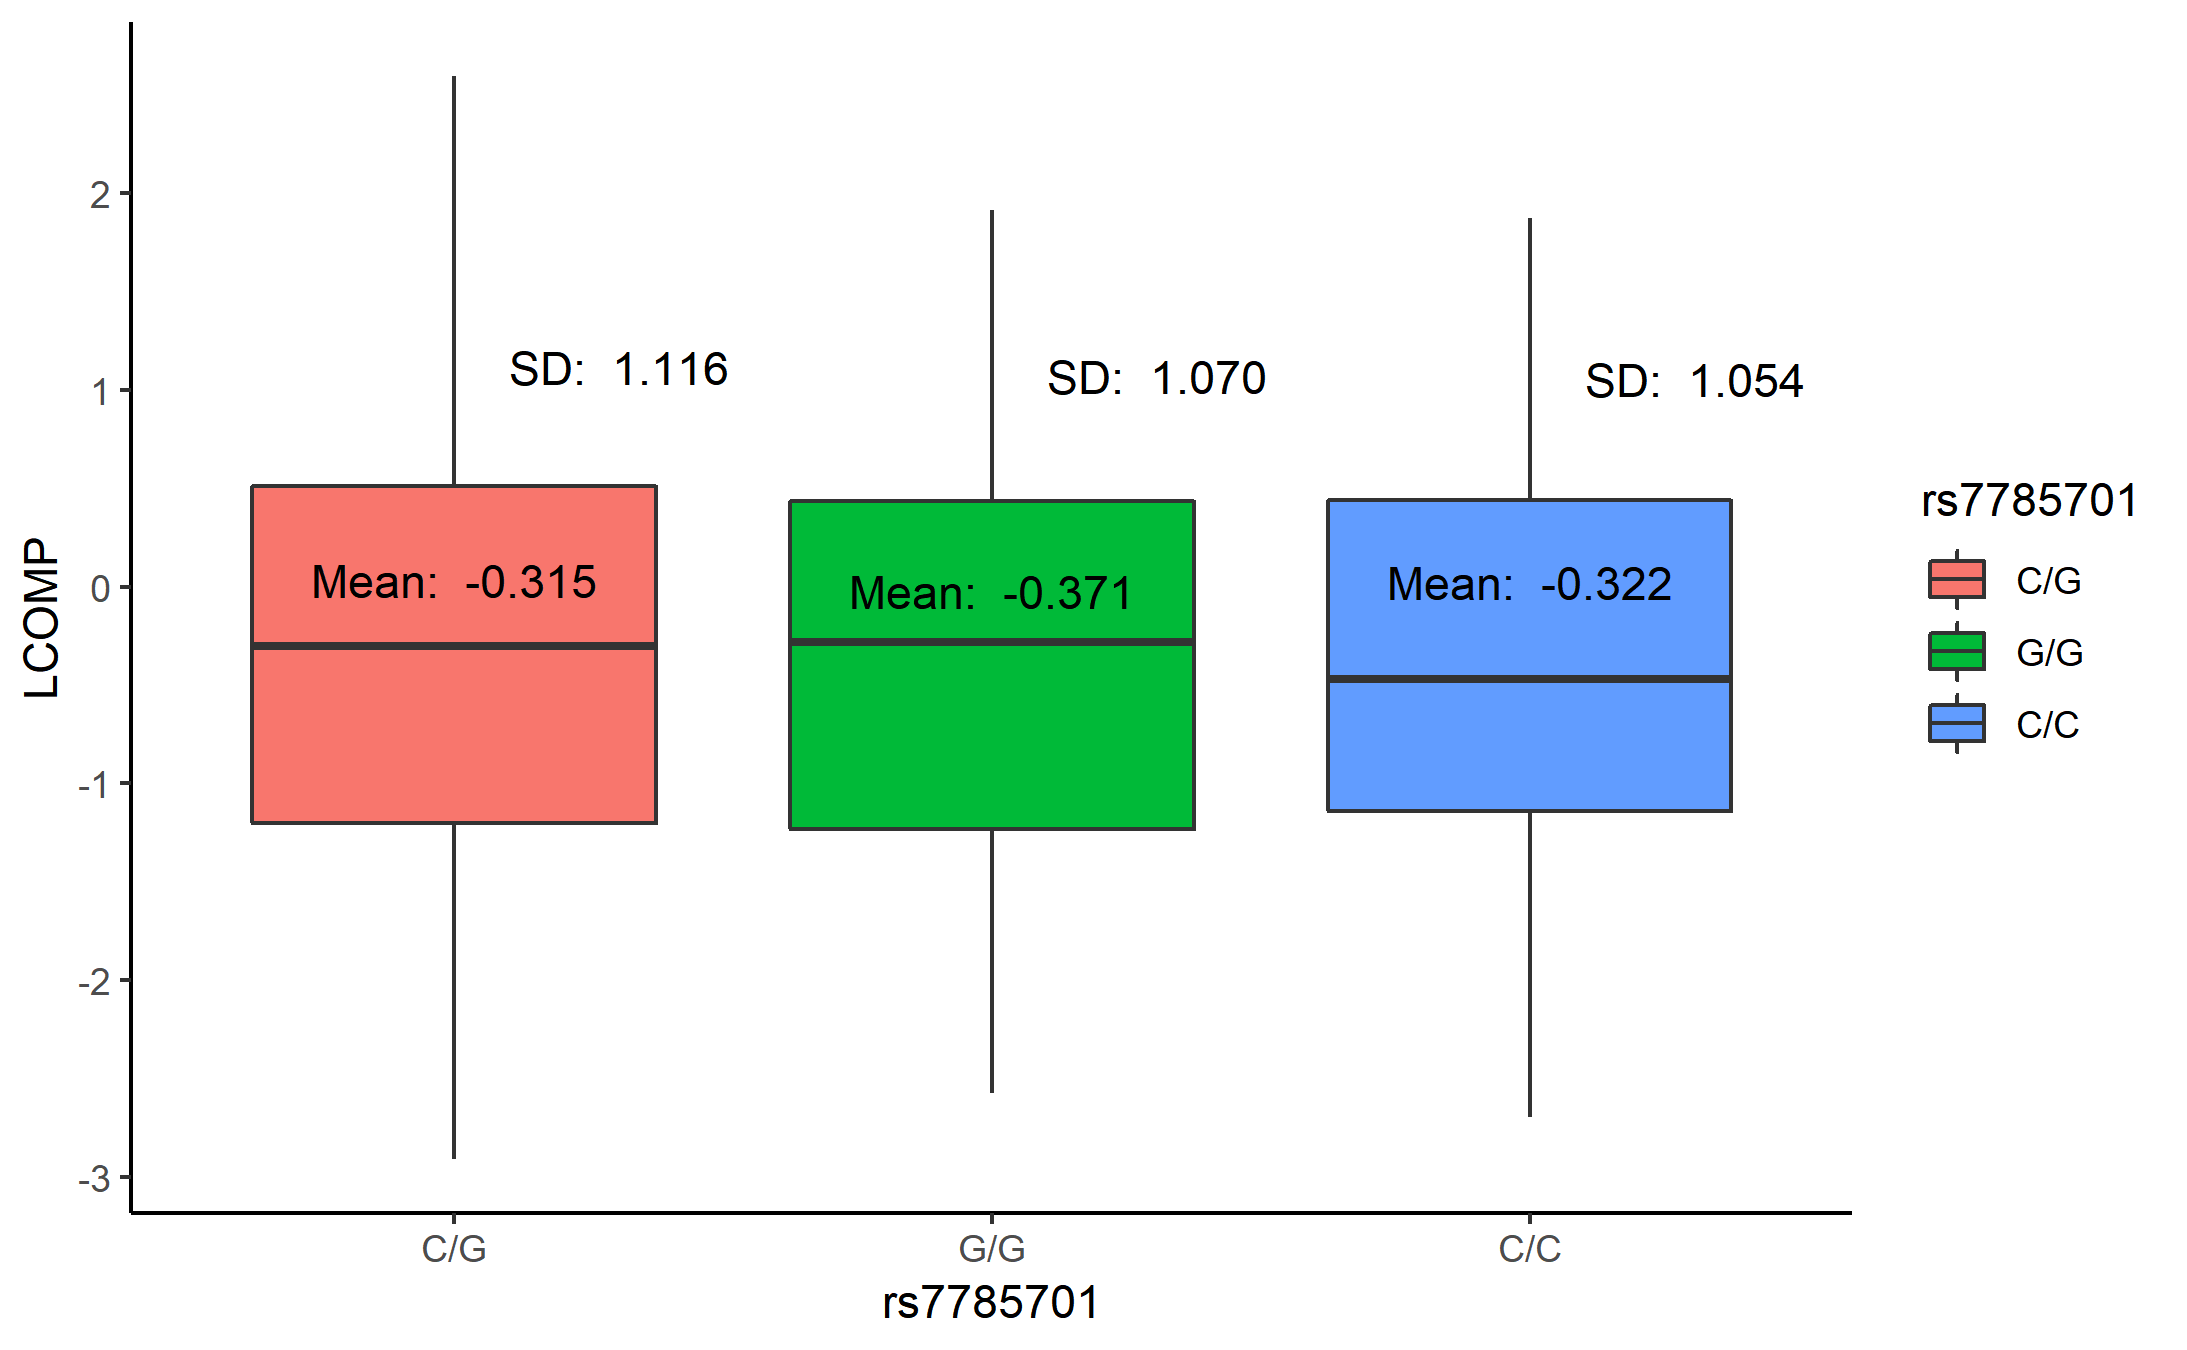 2
1
0
-1
-2
-3
LCOMP
SD: 1.116
SD: 1.070
SD: 1.054
Mean: -0.315
Mean: -0.371
Mean: -0.322
C/G
G/G
C/C
rs7785701
rs7785701
C/G
G/G
C/C